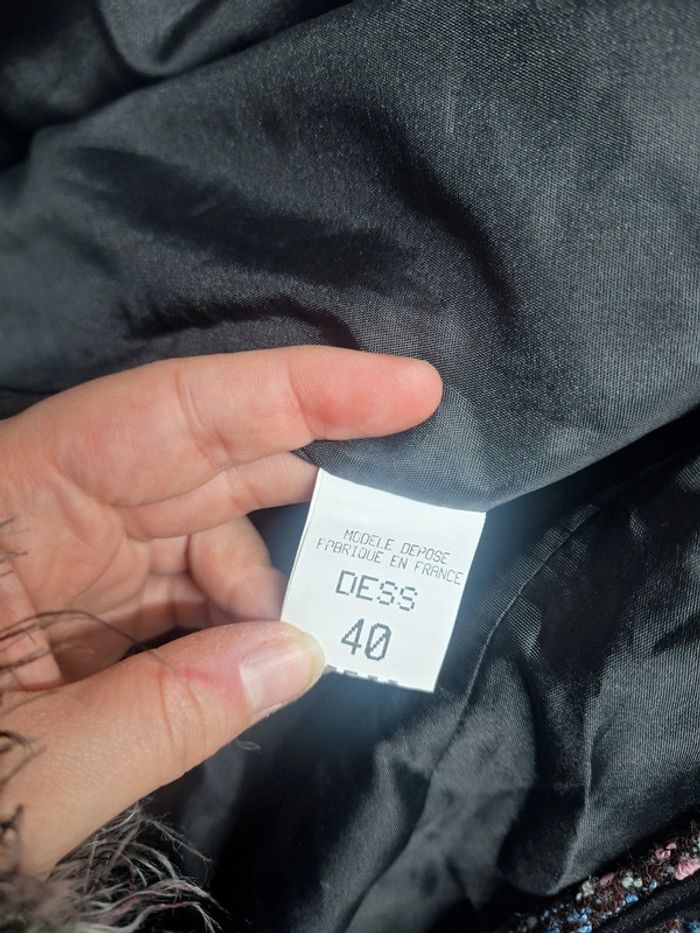 MODELE DEPOSE
FABRIQUE EN FRANCE
DESS
40